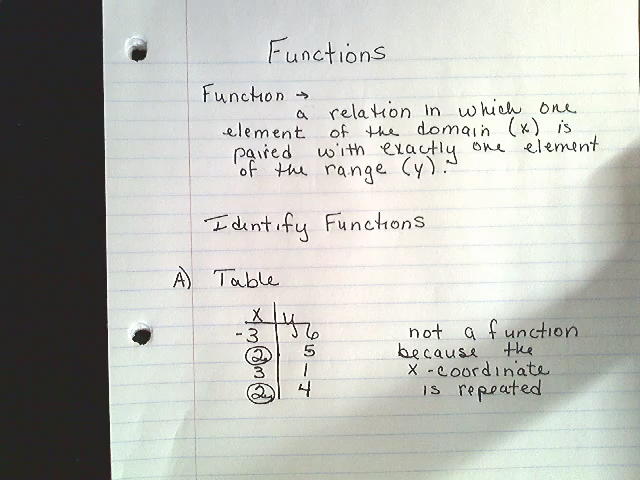 Functions
Function →
a relation in which one
element of the domain (x) is
paired with exactly one element
of the range (y).
Identify Functions
A) Table
x y
-3 6
2 5
3 1
2 4
not a function
because the
x-coordinate
is repeated